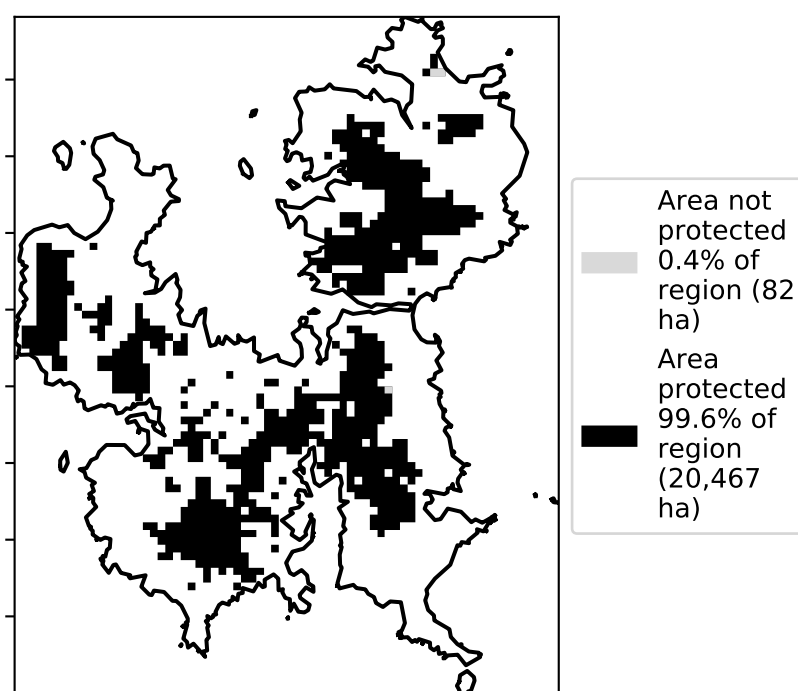 Area not
protected
0.4% of
region (82
ha)
Area
protected
99.6% of
region
(20,467
ha)